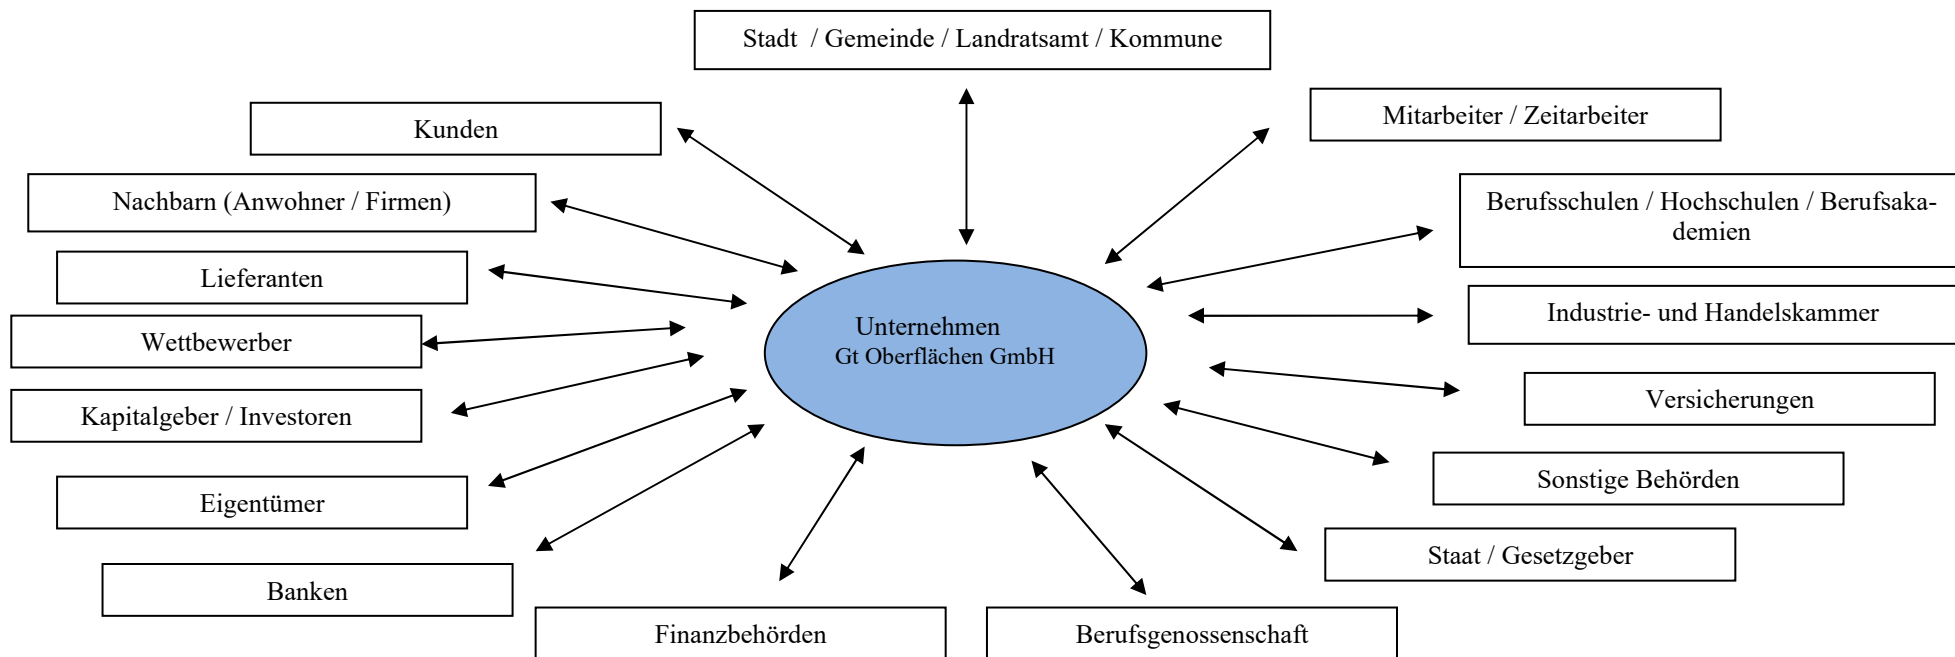 Stadt / Gemeinde / Landratsamt / Kommune
Kunden
Mitarbeiter / Zeitarbeiter
Nachbarn (Anwohner / Firmen)
Berufsschulen / Hochschulen / Berufsaka-
demien
Lieferanten
Industrie- und Handelskammer
Wettbewerber
Unternehmen
Gt Oberflächen GmbH
Kapitalgeber / Investoren
Versicherungen
Eigentümer
Sonstige Behörden
Banken
Staat / Gesetzgeber
Finanzbehörden
Berufsgenossenschaft